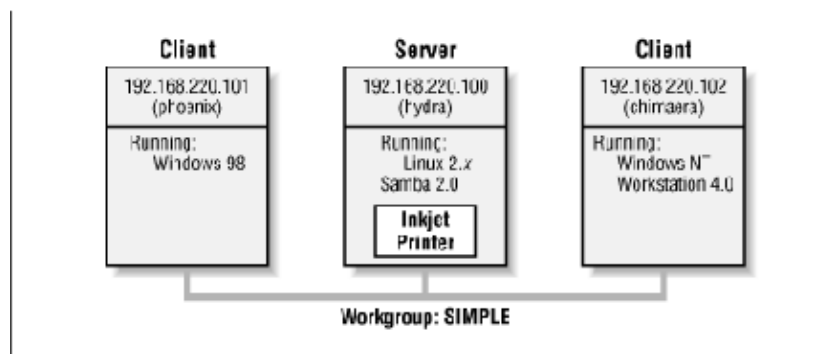 Client
192.168.220.101
(phoenix)
Running:
Windows 98
Server
192.168.220.100
(hydra)
Running:
Linux 2.x
Samba 2.0
Inkjet
Printer
Client
192.168.220.102
(chimaera)
Running:
Windows NT
Workstation 4.0
Workgroup: SIMPLE